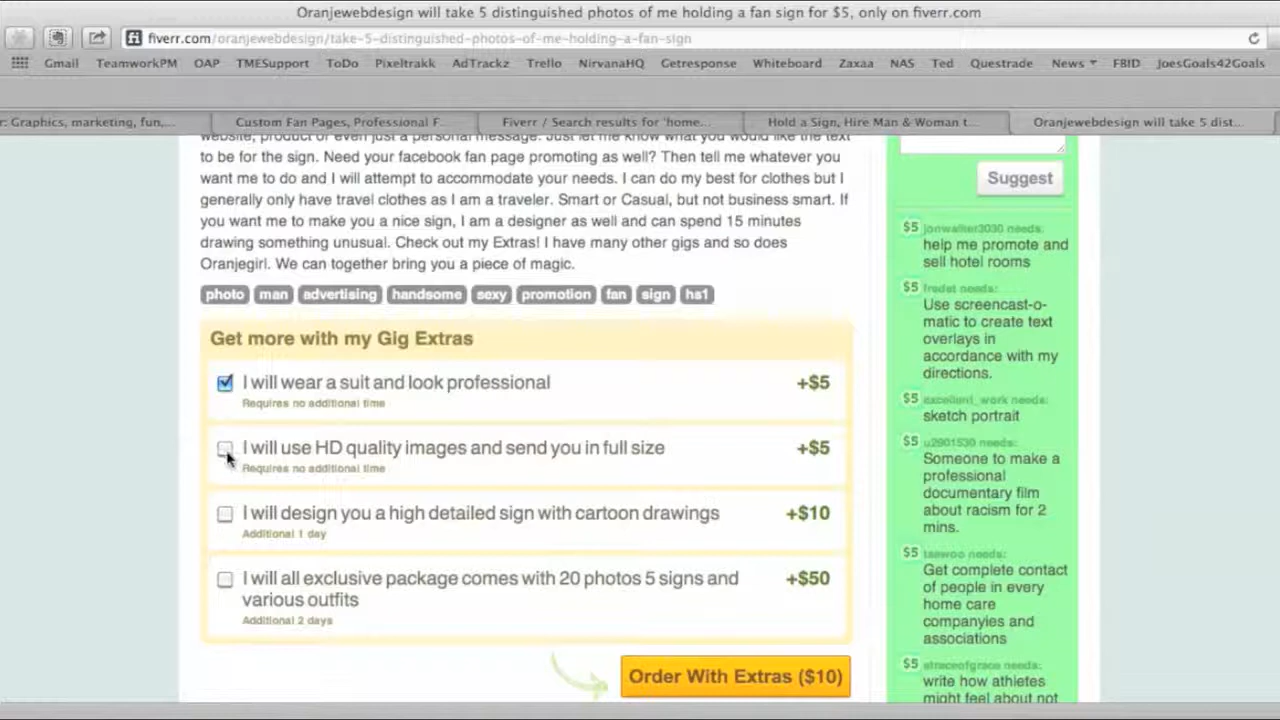 Oranjewebdesign will take 5 distinguished photos of me holding a fan sign for $5, only on fiverr.com
fiverr.com/oranjewebdesign/take-5-distinguished-photos-of-me-holding-a-fan-sign
Gmail TeamworkPM OAP TMESupport ToDo Pixeltrakk AdTrackz Trello NirvanaHQ Getresponse Whiteboard Zaxaa NAS Ted Questrade News FBID JoesGoals42Goals
r: Graphics, marketing, fun,... Custom Fan Pages, Professional F... Fiverr / Search results for 'home... Hold a Sign, Hire Man & Woman t... Oranjewebdesign will take 5 dist...
website, product or even just a personal message. Just let me know what you would like the text
to be for the sign. Need your facebook fan page promoting as well? Then tell me whatever you
want me to do and I will attempt to accommodate your needs. I can do my best for clothes but I
generally only have travel clothes as I am a traveler. Smart or Casual, but not business smart. If
you want me to make you a nice sign, I am a designer as well and can spend 15 minutes
drawing something unusual. Check out my Extras! I have many other gigs and so does
Oranjegirl. We can together bring you a piece of magic.
photo man advertising handsome sexy promotion fan sign hs1
Get more with my Gig Extras
I will wear a suit and look professional +$5
Requires no additional time
I will use HD quality images and send you in full size +$5
Requires no additional time
I will design you a high detailed sign with cartoon drawings +$10
Additional 1 day
I will all exclusive package comes with 20 photos 5 signs and +$50
various outfits
Additional 2 days
Order With Extras ($10)
Suggest
$5 jonwalker3030 needs:
help me promote and
sell hotel rooms
$5 fredet needs:
Use screencast-o-
matic to create text
overlays in
accordance with my
directions.
$5 excellent_work needs:
sketch portrait
$5 u2901530 needs:
Someone to make a
professional
documentary film
about racism for 2
mins.
$5 taewoo needs:
Get complete contact
of people in every
home care
companyies and
associations
$5 straceofgrace needs:
write how athletes
might feel about not